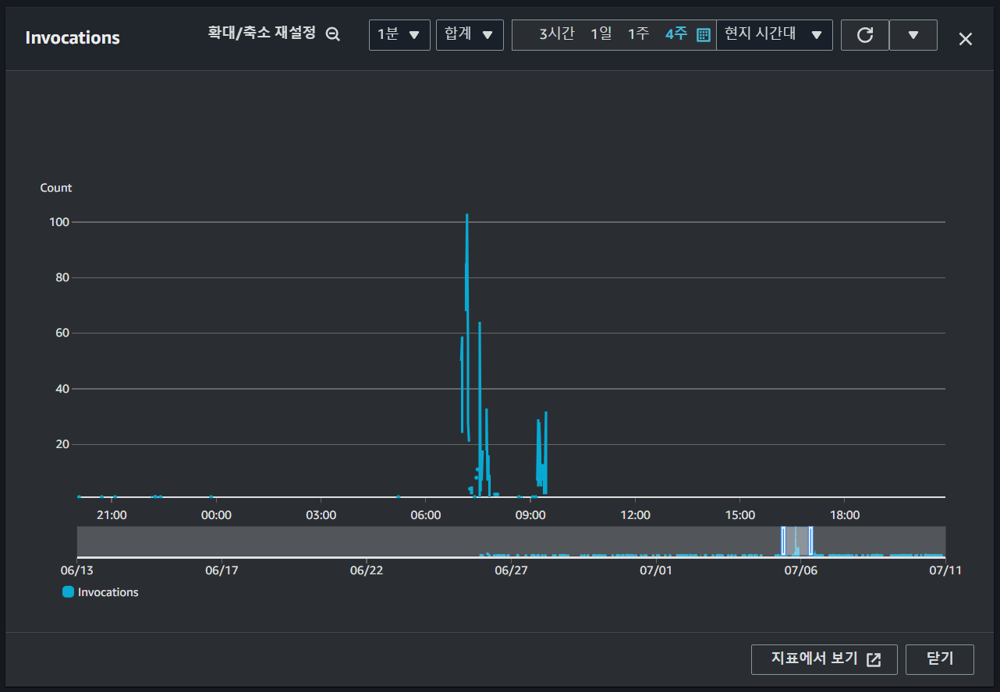 Invocations
확대/축소 재설정
1분
합계
3시간 1일 1주 4주
현지 시간대
Count
100
80
60
40
20
21:00 00:00 03:00 06:00 09:00 12:00 15:00 18:00
06/13 06/17 06/22 06/27 07/01 07/06 07/11
Invocations
지표에서 보기
닫기